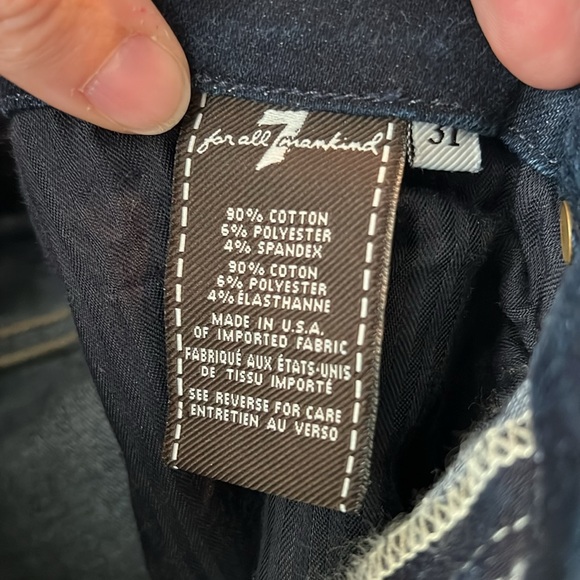 7
for all mankind
31
90% COTTON
6% POLYESTER
4% SPANDEX
90% COTON
6% POLYESTER
4% ÉLASTHANNE
MADE IN U.S.A.
OF IMPORTED FABRIC
FABRIQUÉ AUX ÉTATS-UNIS
DE TISSU IMPORTÉ
SEE REVERSE FOR CARE
ENTRETIEN AU VERSO